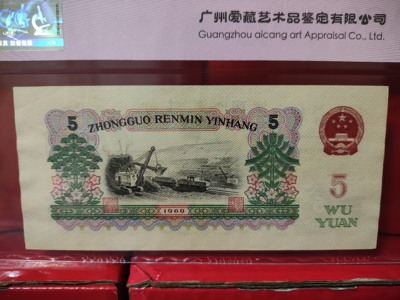 广州爱藏艺术品鉴定有限公司
Guangzhou aicang art Appraisal Co., Ltd.
5 ZHONGGUO RENMIN YINHANG 5
5
WU
YUAN
1960